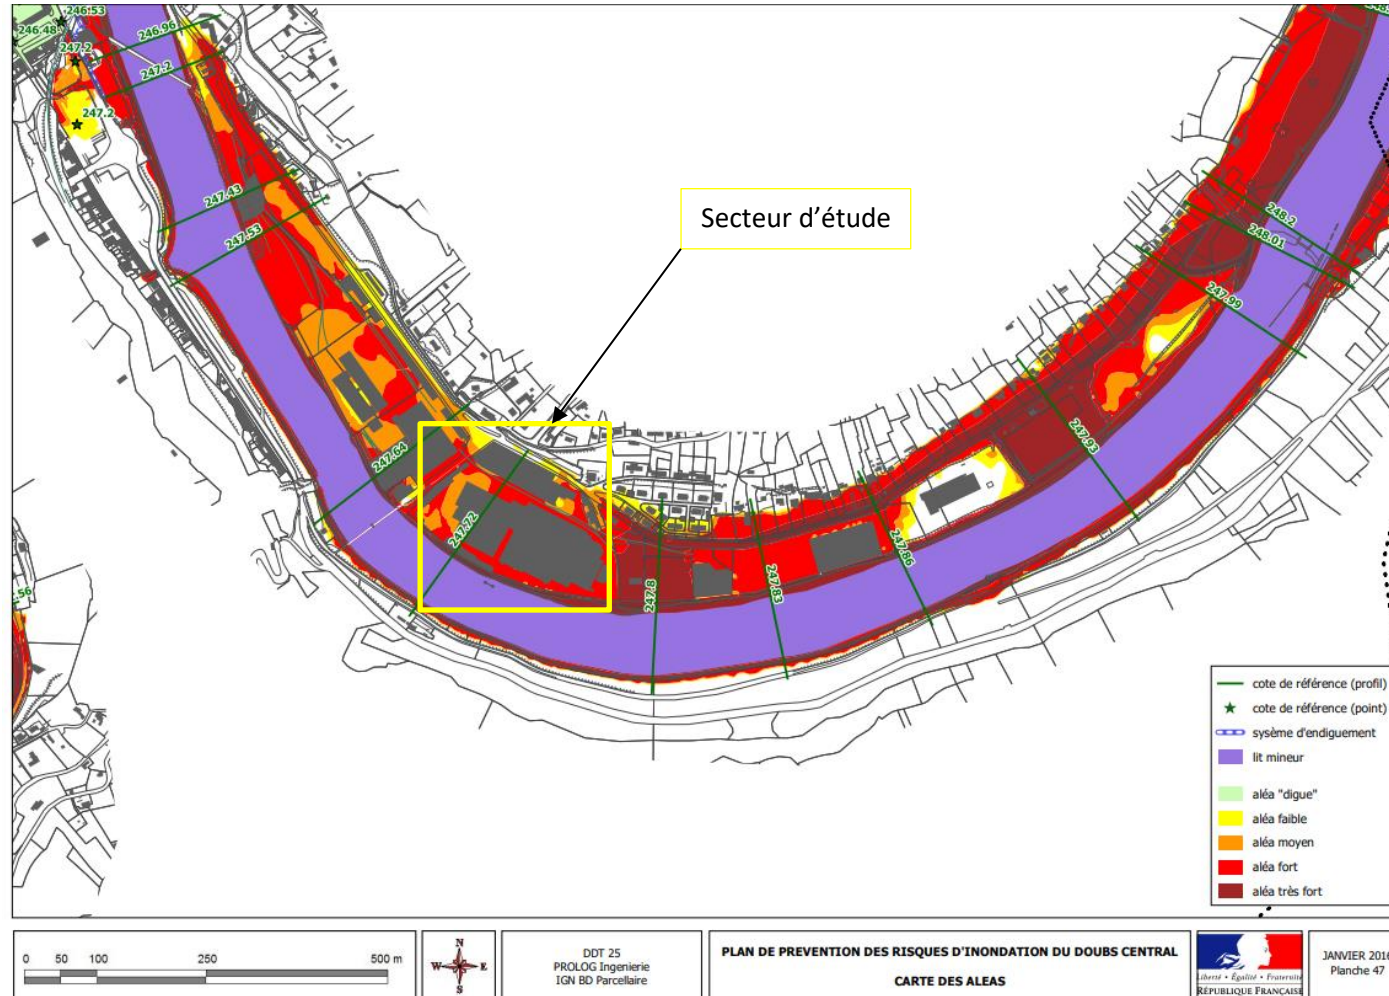 246.53
246.48
246.96
247.2
247.2
247.2
247.43
247.53
Secteur d'étude
248.2
248.01
247.99
247.64
247.72
247.93
247.86
247.8
247.83
.56
cote de référence (profil)
cote de référence (point)
sysème d'endiguement
lit mineur
aléa "digue"
aléa faible
aléa moyen
aléa fort
aléa très fort
0 50 100 250 500 m
N
W E
S
DDT 25
PROLOG Ingenierie
IGN BD Parcellaire
PLAN DE PREVENTION DES RISQUES D'INONDATION DU DOUBS CENTRAL
CARTE DES ALEAS
Liberté • Égalité • Fraternité
RÉPUBLIQUE FRANÇAISE
JANVIER 2016
Planche 47